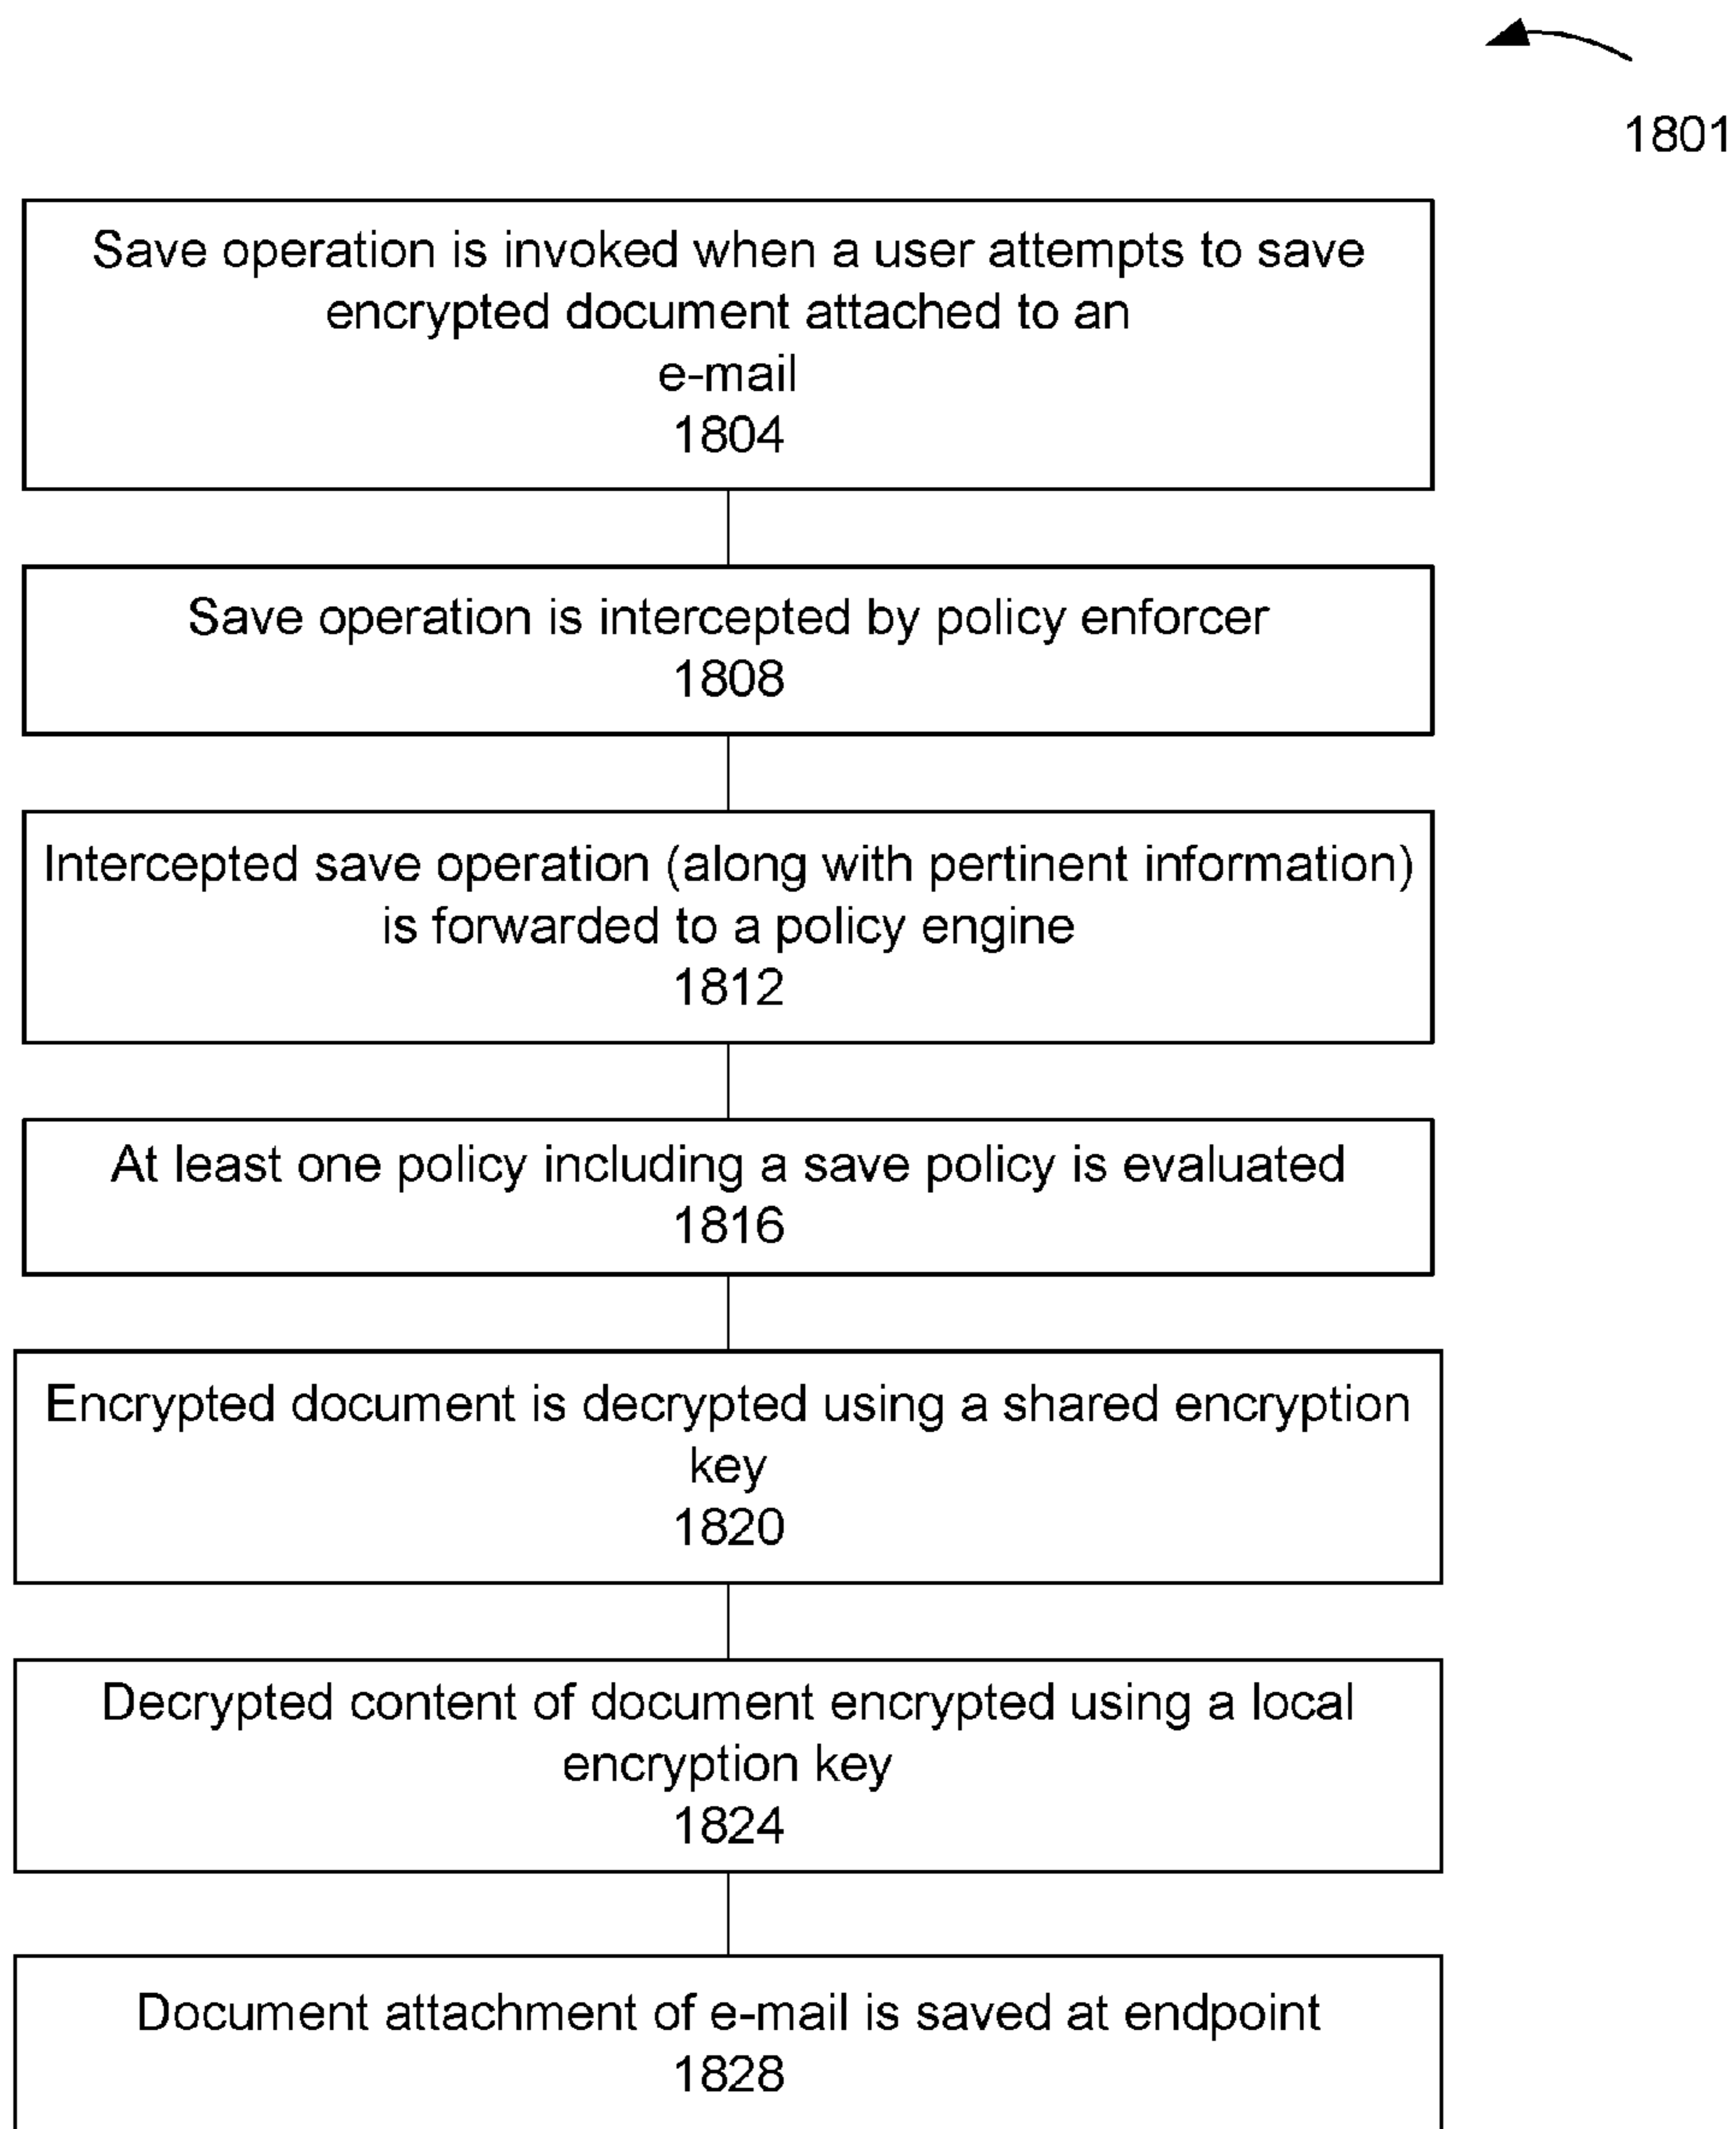 1801
Save operation is invoked when a user attempts to save
encrypted document attached to an
e-mail
1804
Save operation is intercepted by policy enforcer
1808
Intercepted save operation (along with pertinent information)
is forwarded to a policy engine
1812
At least one policy including a save policy is evaluated
1816
Encrypted document is decrypted using a shared encryption
key
1820
Decrypted content of document encrypted using a local
encryption key
1824
Document attachment of e-mail is saved at endpoint
1828